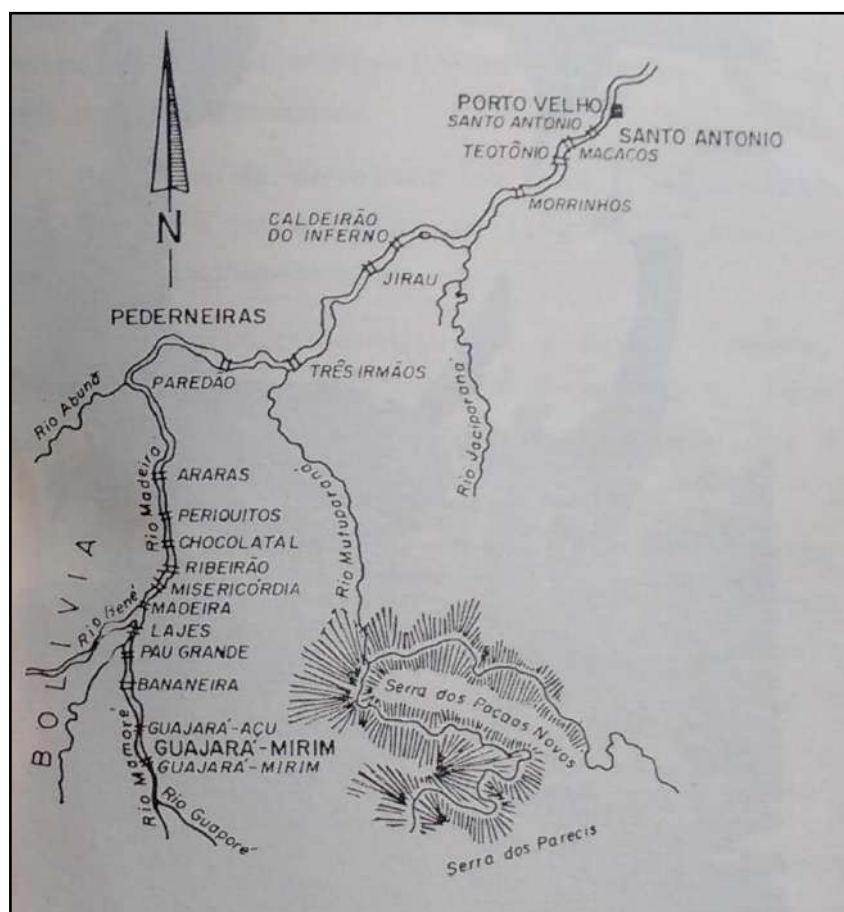 PORTO VELHO
SANTO ANTONIO
SANTO ANTONIO
TEOTÔNIO
MACACOS
MORRINHOS
CALDEIRÃO
DO INFERNO
JIRAU
N
PEDERNEIRAS
PAREDÃO
TRÊS IRMÃOS
Rio Abunã
Rio Jaciparaná
Rio Madeira
ARARAS
PERIQUITOS
CHOCOLATAL
RIBEIRÃO
MISERICÓRDIA
MADEIRA
LAJES
PAU GRANDE
BANANEIRA
GUAJARÁ-AÇU
GUAJARÁ-MIRIM
GUAJARÁ-MIRIM
Rio Mutuparaná
Rio Bené
BOLIVIA
Rio Mamoré
Rio Guaporé
Serra dos Pacaas Novos
Serra dos Parecis